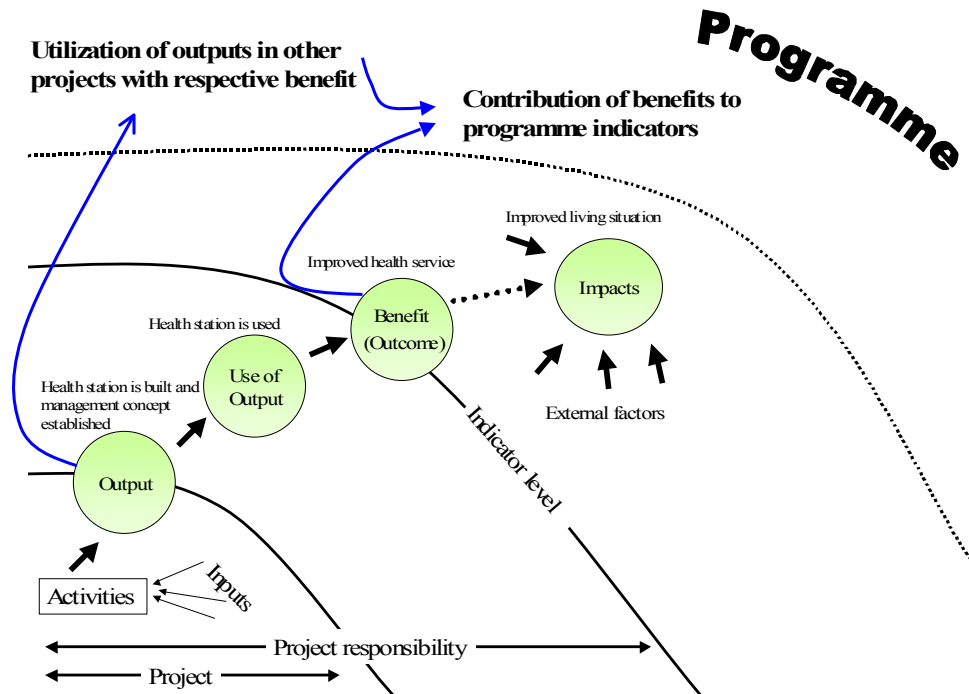 Programme
Utilization of outputs in other
projects with respective benefit
Contribution of benefits to
programme indicators
Improved living situation
Impacts
Improved health service
Benefit
(Outcome)
Health station is used
Use of
Output
External factors
Health station is built and
management concept
established
Output
Indicator level
Activities
Inputs
Project responsibility
Project